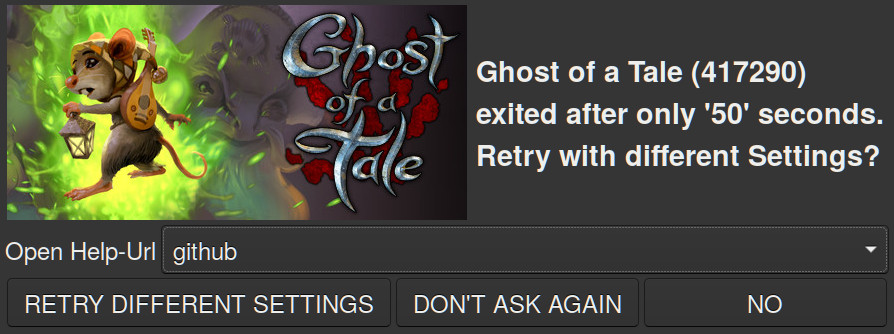 Ghost
of a
Tale
Ghost of a Tale (417290)
exited after only '50' seconds.
Retry with different Settings?
Open Help-Url
github
RETRY DIFFERENT SETTINGS
DON'T ASK AGAIN
NO